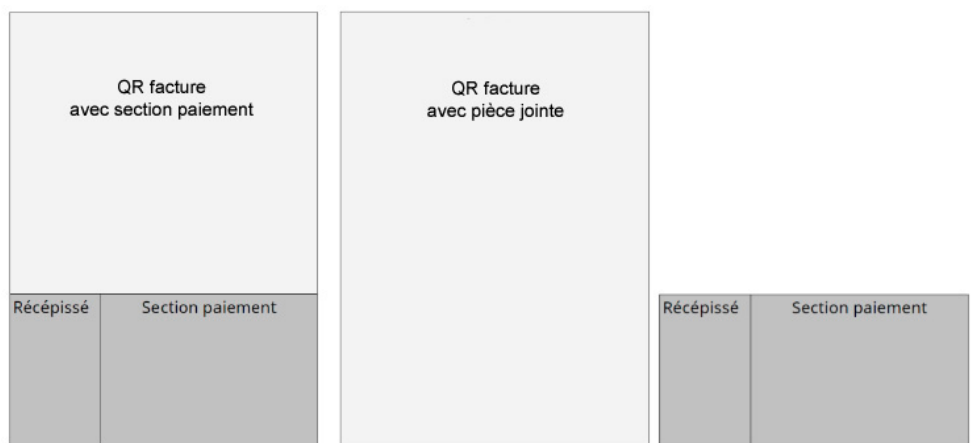 QR facture
avec section paiement
Récépissé
Section paiement
QR facture
avec pièce jointe
Récépissé
Section paiement